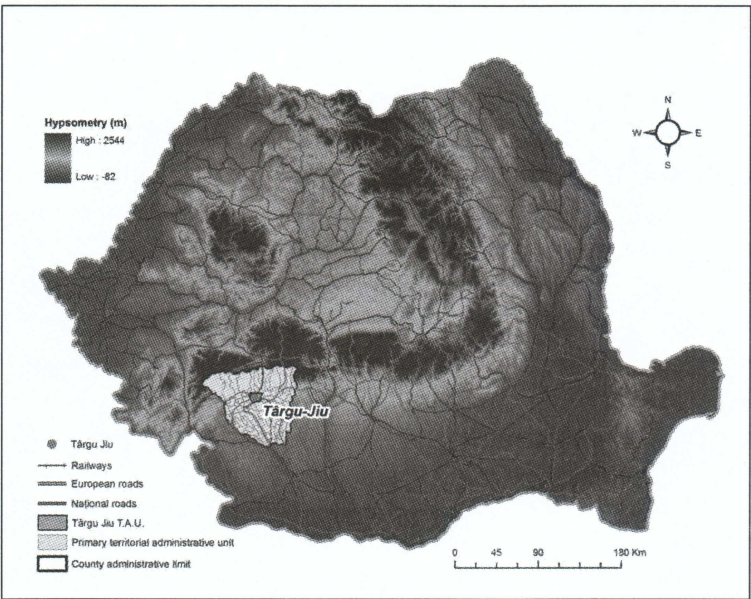 Hypsometry (m)
High : 2544
Low : -82
N
W E
S
Târgu-Jiu
Târgu Jiu
Railways
European roads
Național roads
Târgu Jiu T.A.U.
Primary territorial administrative unit
County administrative limit
0 45 90 180 Km